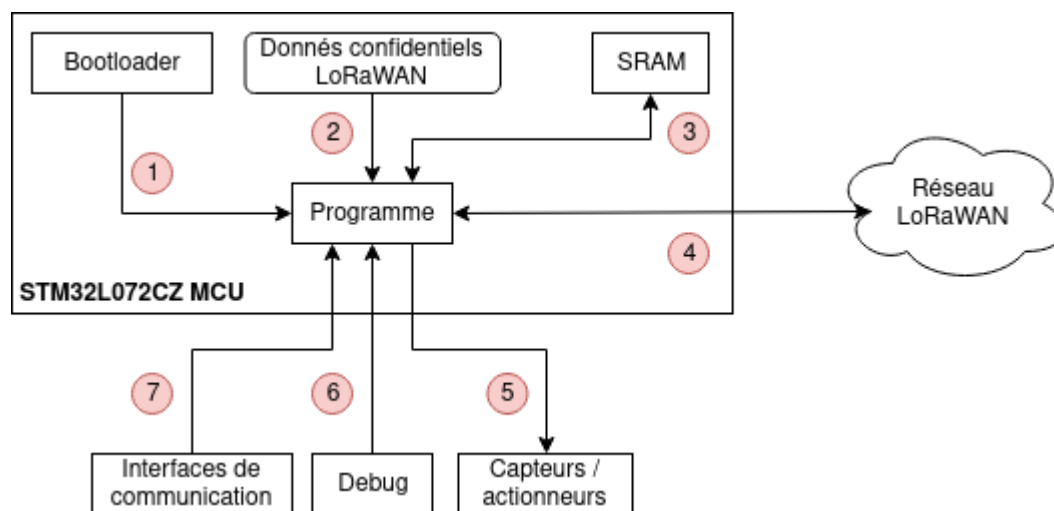 Bootloader
Donnés confidentiels
LoRaWAN
SRAM
2
3
1
Programme
Réseau
LoRaWAN
4
STM32L072CZ MCU
7
6
5
Interfaces de
communication
Debug
Capteurs /
actionneurs